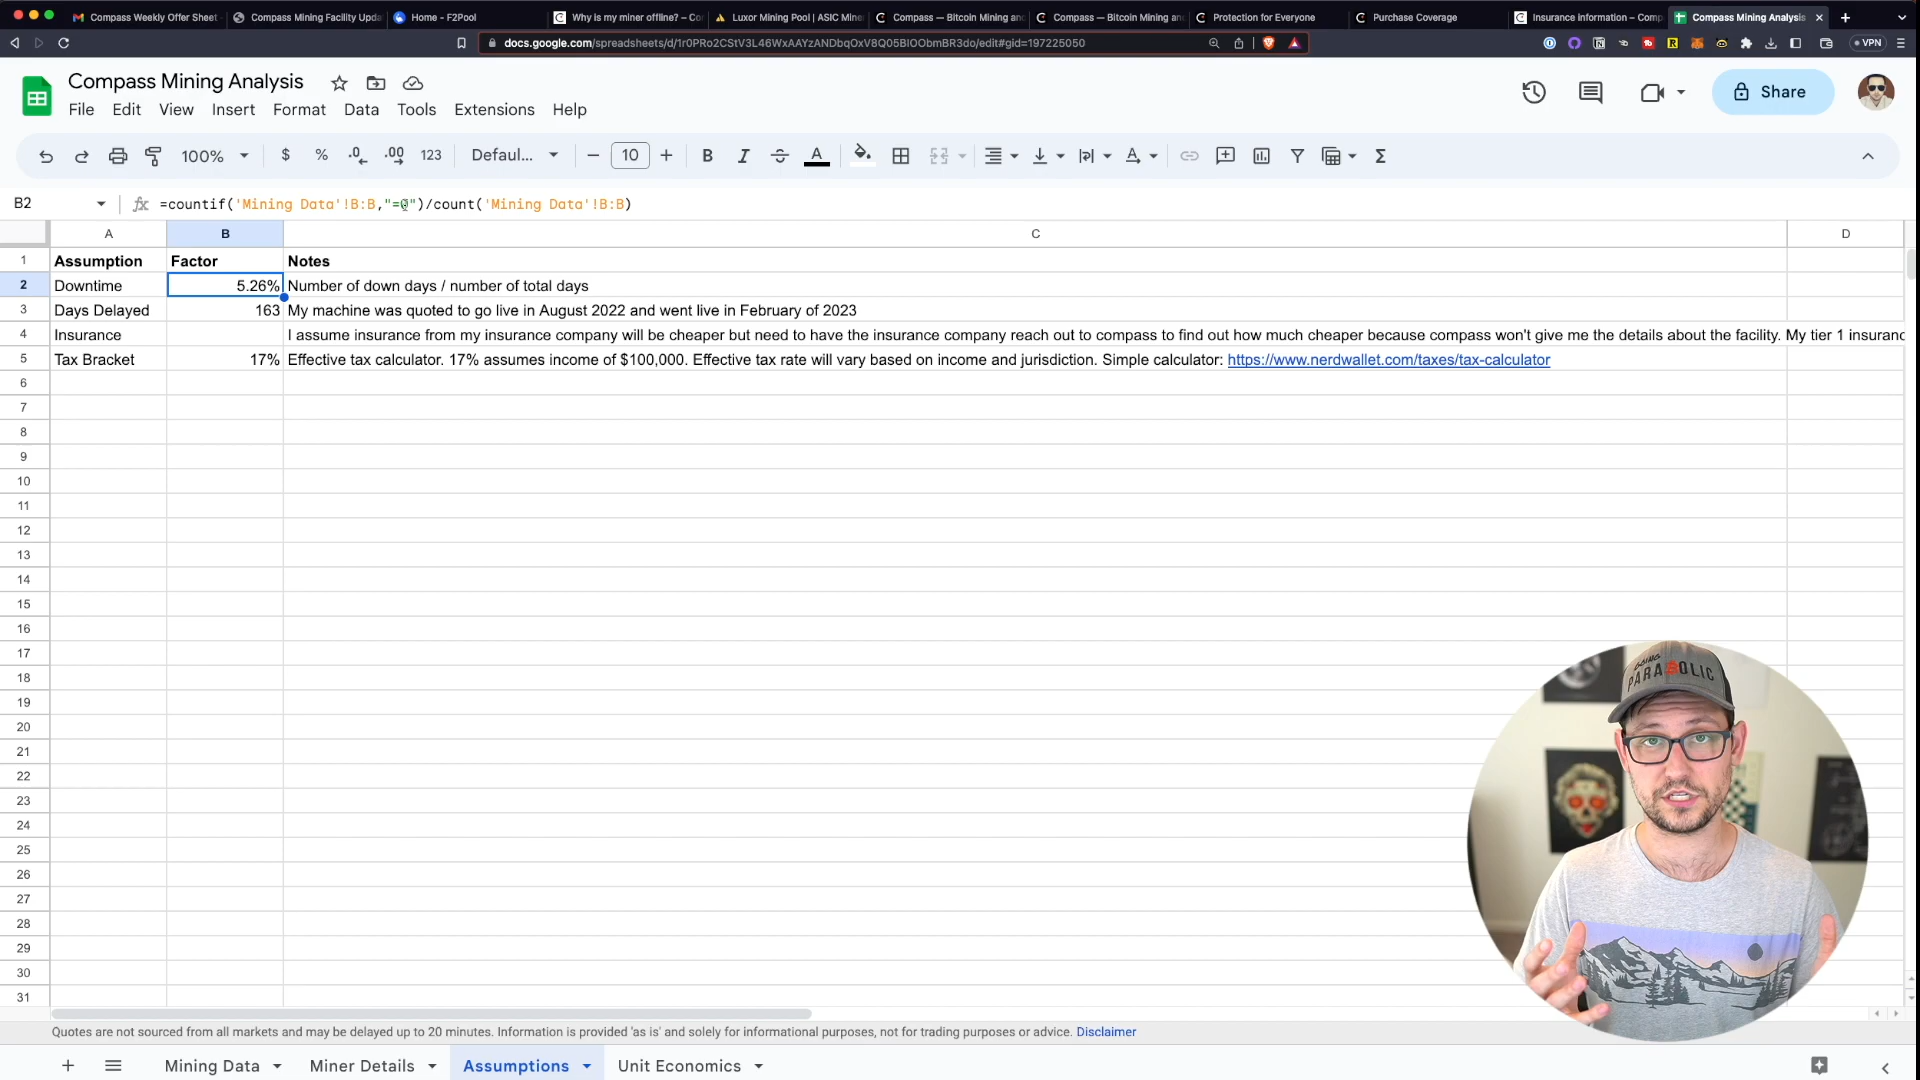 Compass Weekly Offer Sheet
Compass Mining Facility Upda
Home - F2Pool
Why is my miner offline? – Co
Luxor Mining Pool | ASIC Mine
Compass — Bitcoin Mining and
Compass — Bitcoin Mining an
Protection for Everyone
Purchase Coverage
Insurance Information – Comp
Compass Mining Analysis
docs.google.com/spreadsheets/d/1r0PRo2CStV3L46WxAAYzANDbqOxV8Q05BIOObmBR3do/edit#gid=197225050
VPN
Compass Mining Analysis
File Edit View Insert Format Data Tools Extensions Help
Share
100% $ % .0 .00 123 Defaul... 10 B I A Σ
B2 fx =countif('Mining Data'!B:B,"=0")/count('Mining Data'!B:B)
A B C D
1 Assumption Factor Notes
2 Downtime 5.26% Number of down days / number of total days
3 Days Delayed 163 My machine was quoted to go live in August 2022 and went live in February of 2023
4 Insurance I assume insurance from my insurance company will be cheaper but need to have the insurance company reach out to compass to find out how much cheaper because compass won't give me the details about the facility. My tier 1 insuranc
5 Tax Bracket 17% Effective tax calculator. 17% assumes income of $100,000. Effective tax rate will vary based on income and jurisdiction. Simple calculator: https://www.nerdwallet.com/taxes/tax-calculator
6
7
8
9
10
11
12
13
14
15
16
17
18
19
20
21
22
23
24
25
26
27
28
29
30
31
GOING
PARABOLIC
Quotes are not sourced from all markets and may be delayed up to 20 minutes. Information is provided 'as is' and solely for informational purposes, not for trading purposes or advice. Disclaimer
Mining Data Miner Details Assumptions Unit Economics